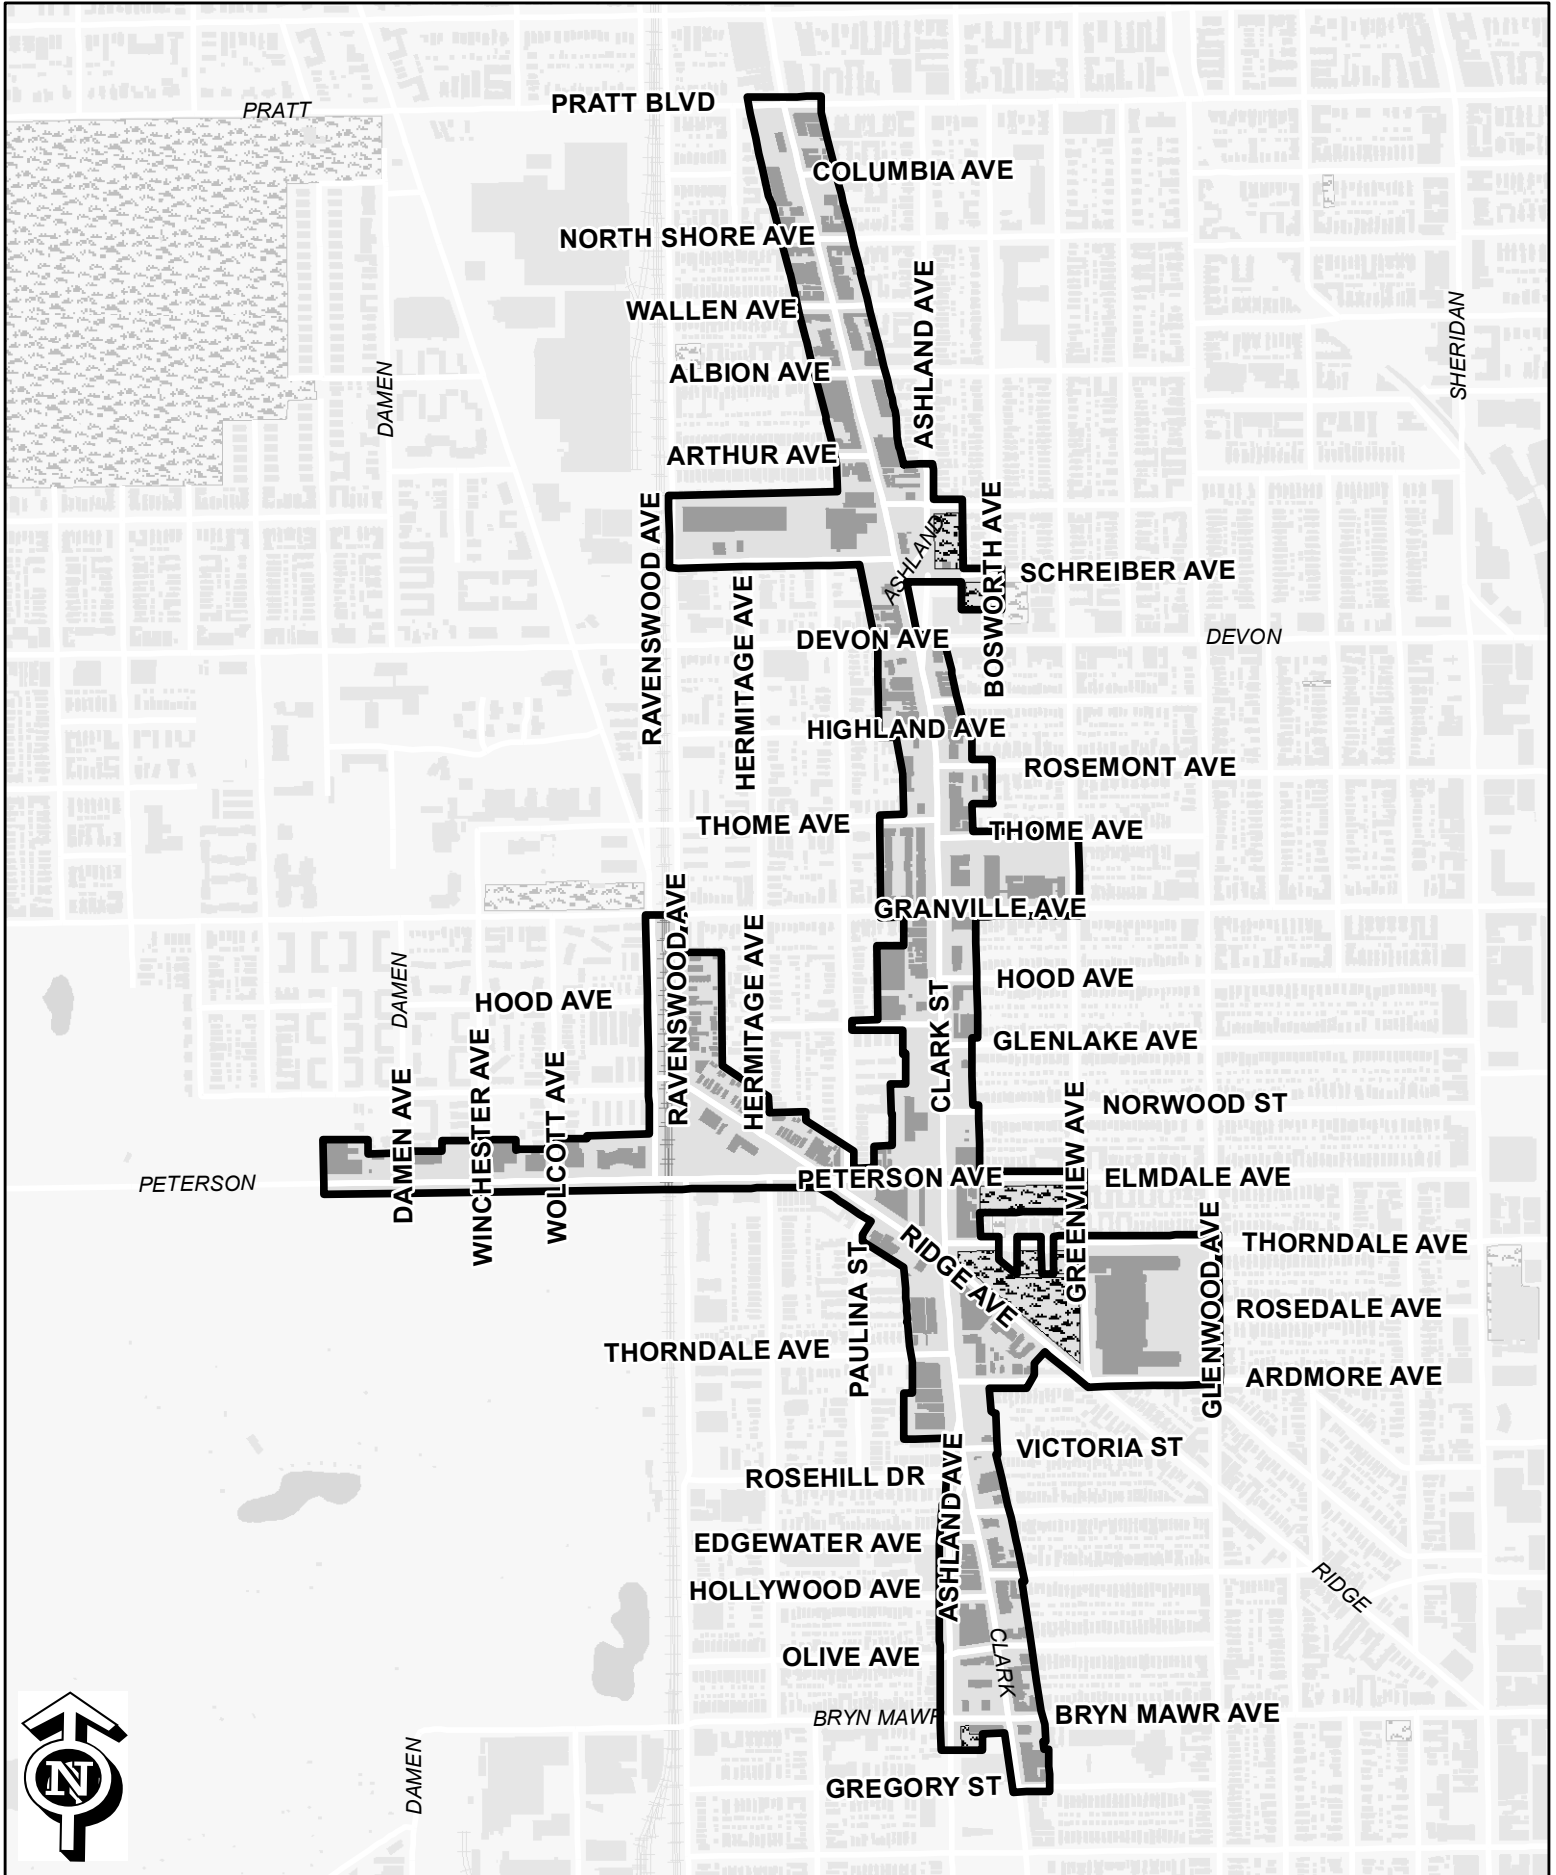 PRATT BLVD
PRATT
COLUMBIA AVE
NORTH SHORE AVE
WALLEN AVE
ASHLAND AVE
SHERIDAN
ALBION AVE
DAMEN
ARTHUR AVE
RAVENSWOOD AVE
BOSWORTH AVE
ASHLAND
SCHREIBER AVE
HERMITAGE AVE
DEVON AVE
DEVON
HIGHLAND AVE
ROSEMONT AVE
THOME AVE
THOME AVE
GRANVILLE AVE
RAVENSWOOD AVE
HERMITAGE AVE
DAMEN
HOOD AVE
HOOD AVE
CLARK ST
GLENLAKE AVE
WINCHESTER AVE
WOLCOTT AVE
DAMEN AVE
GREENVIEW AVE
NORWOOD ST
PETERSON
PETERSON AVE
ELMDALE AVE
GLENWOOD AVE
RIDGE AVE
THORNDALE AVE
PAULINA ST
ROSEDALE AVE
THORNDALE AVE
ARDMORE AVE
VICTORIA ST
ASHLAND AVE
ROSEHILL DR
EDGEWATER AVE
HOLLYWOOD AVE
RIDGE
CLARK
OLIVE AVE
BRYN MAWR
BRYN MAWR AVE
DAMEN
GREGORY ST
N